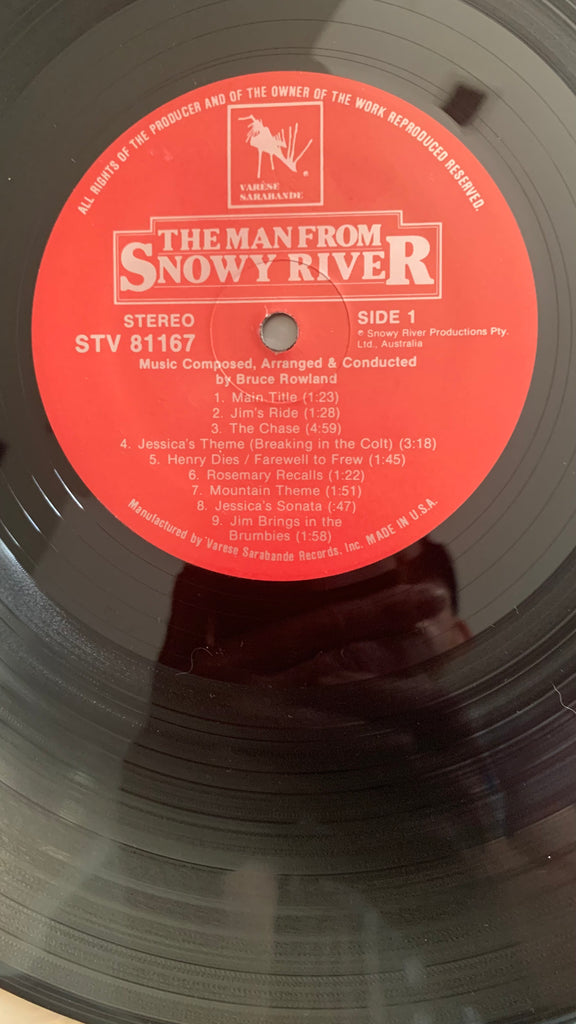 ALL RIGHTS OF THE PRODUCER AND OF THE OWNER OF THE WORK REPRODUCED RESERVED.
VARÈSE
SARABANDE
®
THE MAN FROM
SNOWY RIVER
STEREO
STV 81167
SIDE 1
℗ Snowy River Productions Pty.
Ltd., Australia
Music Composed, Arranged & Conducted
by Bruce Rowland
1. Main Title (1:23)
2. Jim's Ride (1:28)
3. The Chase (4:59)
4. Jessica's Theme (Breaking in the Colt) (3:18)
5. Henry Dies / Farewell to Frew (1:45)
6. Rosemary Recalls (1:22)
7. Mountain Theme (1:51)
8. Jessica's Sonata (:47)
9. Jim Brings in the
Brumbies (1:58)
Manufactured by Varese Sarabande Records, Inc. MADE IN U.S.A.